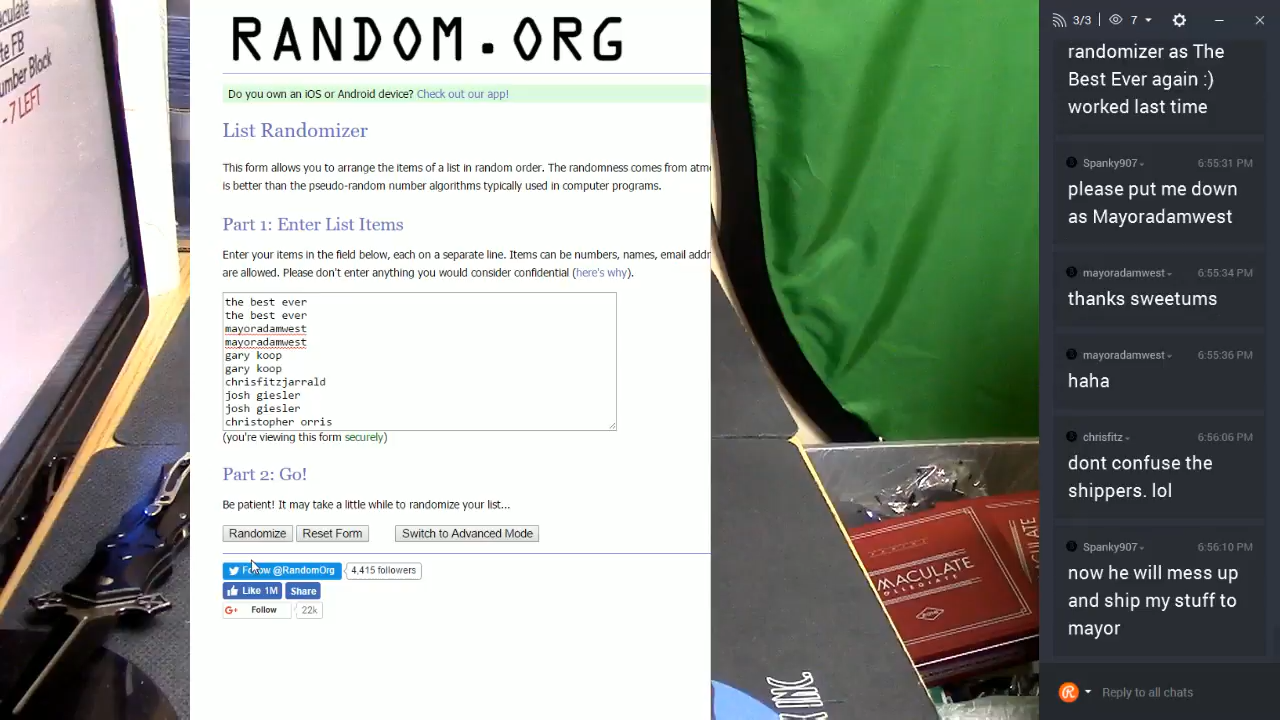 FB
Number Block
- 7 LEFT
RANDOM.ORG
Do you own an iOS or Android device? Check out our app!
List Randomizer
This form allows you to arrange the items of a list in random order. The randomness comes from
is better than the pseudo-random number algorithms typically used in computer programs.
Part 1: Enter List Items
Enter your items in the field below, each on a separate line. Items can be numbers, names, email
are allowed. Please don't enter anything you would consider confidential (here's why).
the best ever
the best ever
mayoradamwest
mayoradamwest
gary koop
gary koop
chrisfitzjarrald
josh giesler
josh giesler
christopher orris
(you're viewing this form securely)
Part 2: Go!
Be patient! It may take a little while to randomize your list...
Randomize Reset Form Switch to Advanced Mode
Follow @RandomOrg 4,415 followers
Like 1M Share
G+ Follow 22k
MACULATE
COLLEGIATE
INC
3/3 7
randomizer as The
Best Ever again :)
worked last time
Spanky907 6:55:31 PM
please put me down
as Mayoradamwest
mayoradamwest 6:55:34 PM
thanks sweetums
mayoradamwest 6:55:36 PM
haha
chrisfitz 6:56:06 PM
dont confuse the
shippers. lol
Spanky907 6:56:10 PM
now he will mess up
and ship my stuff to
mayor
Reply to all chats